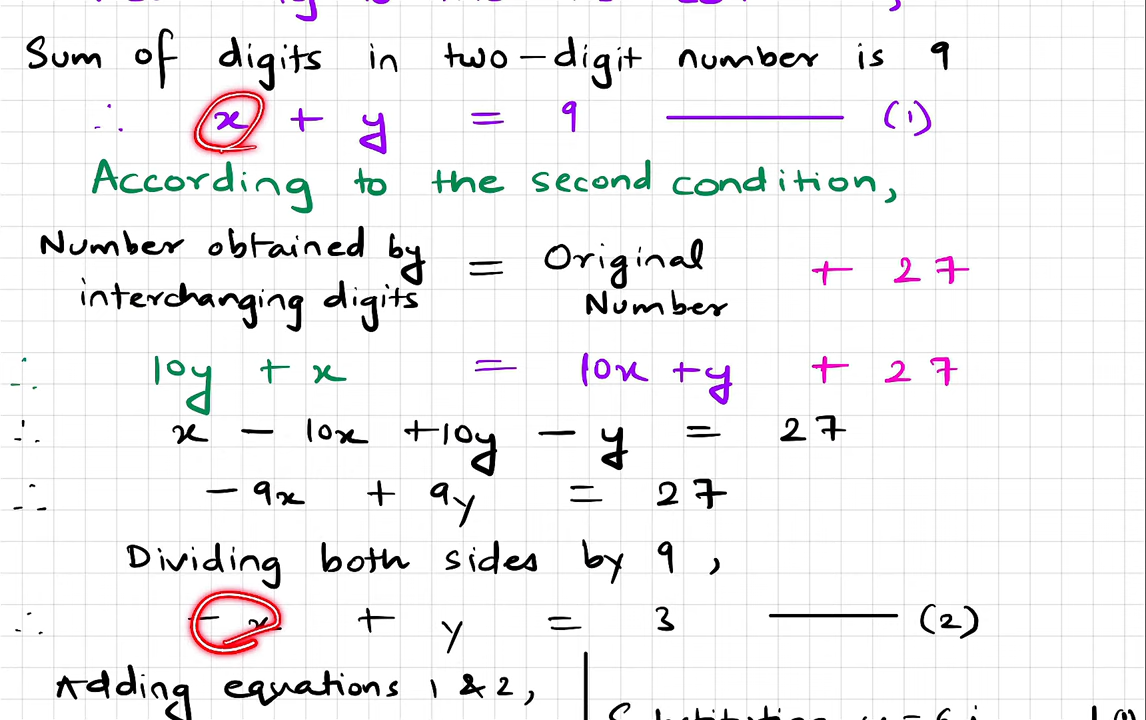 Sum of digits in two-digit number is 9
∴ x + y = 9 ——— (1)
According to the second condition,
Number obtained by interchanging digits = Original Number + 27
∴ 10y + x = 10x + y + 27
∴ x - 10x + 10y - y = 27
∴ - 9x + 9y = 27
Dividing both sides by 9,
∴ - x + y = 3 ——— (2)
Adding equations 1 & 2,